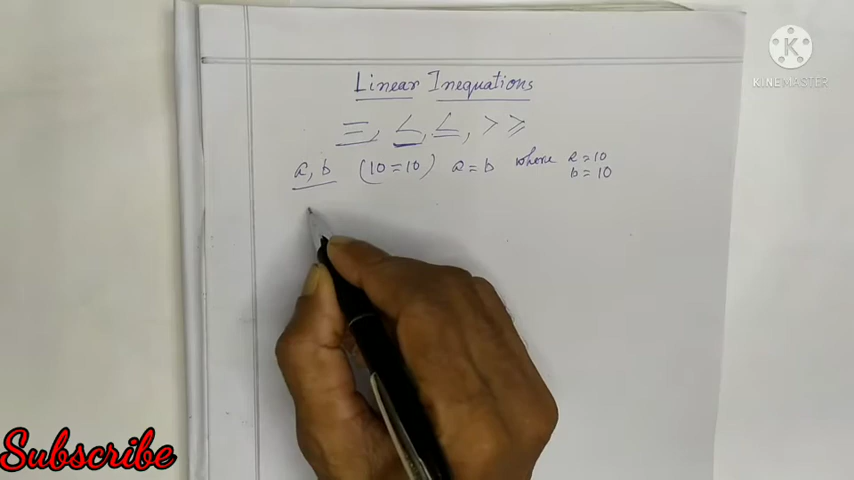 Linear Inequations
=, <, ≤, > ≥
a, b (10 = 10) a = b where a = 10
b = 10
KINEMASTER
Subscribe